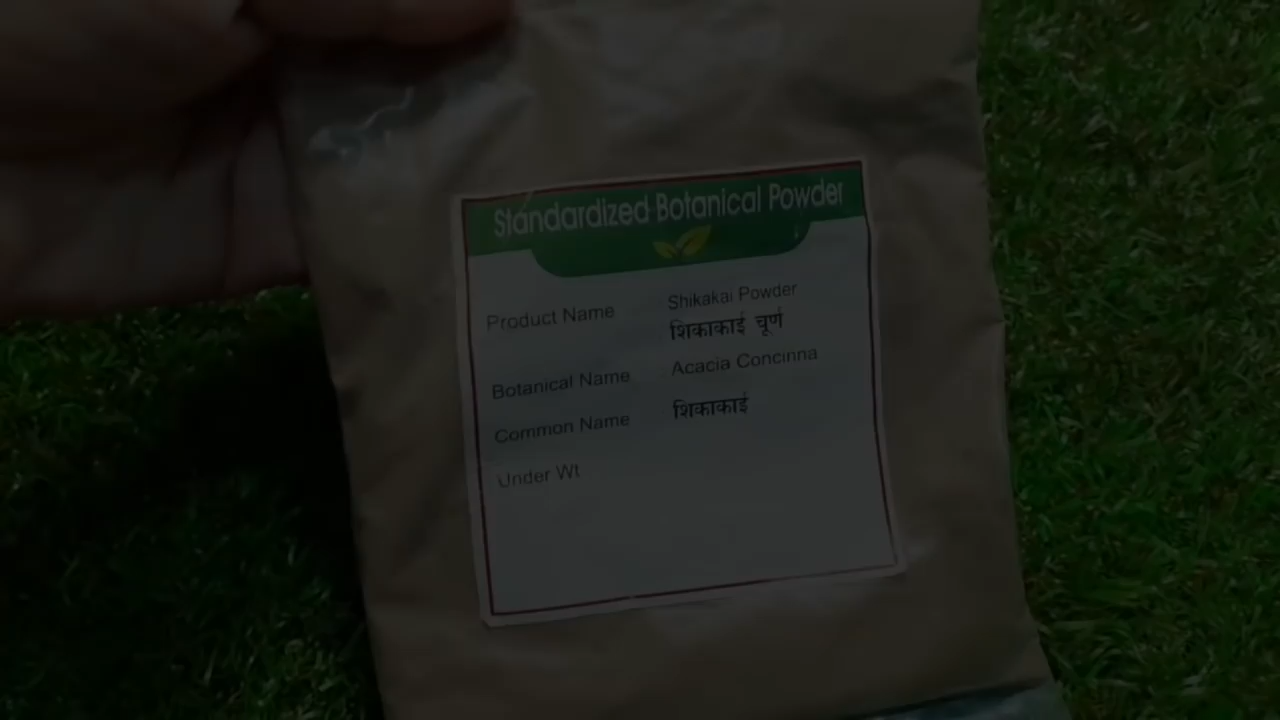 Standardized Botanical Powder
Product Name Shikakai Powder
शिकाकाई चूर्ण
Botanical Name Acacia Concinna
Common Name शिकाकाई
Under Wt